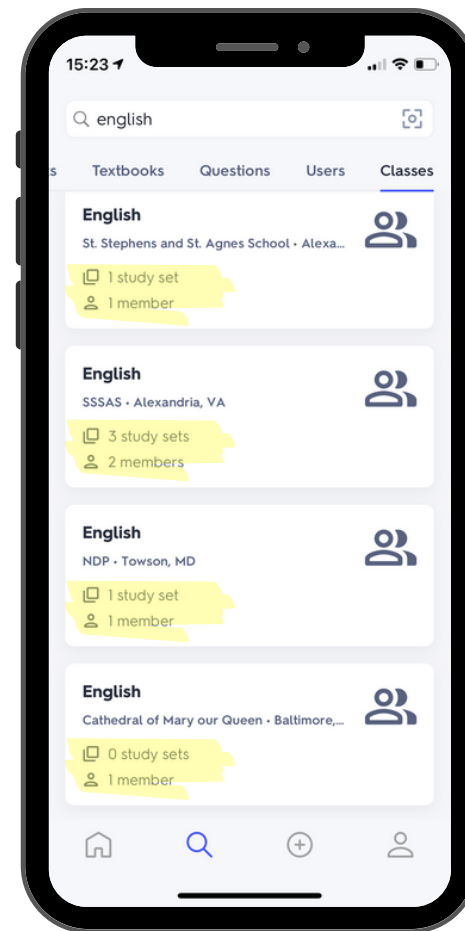 15:23
english
s Textbooks Questions Users Classes
English
St. Stephens and St. Agnes School • Alexa...
1 study set
1 member
English
SSSAS • Alexandria, VA
3 study sets
2 members
English
NDP • Towson, MD
1 study set
1 member
English
Cathedral of Mary our Queen • Baltimore,...
0 study sets
1 member